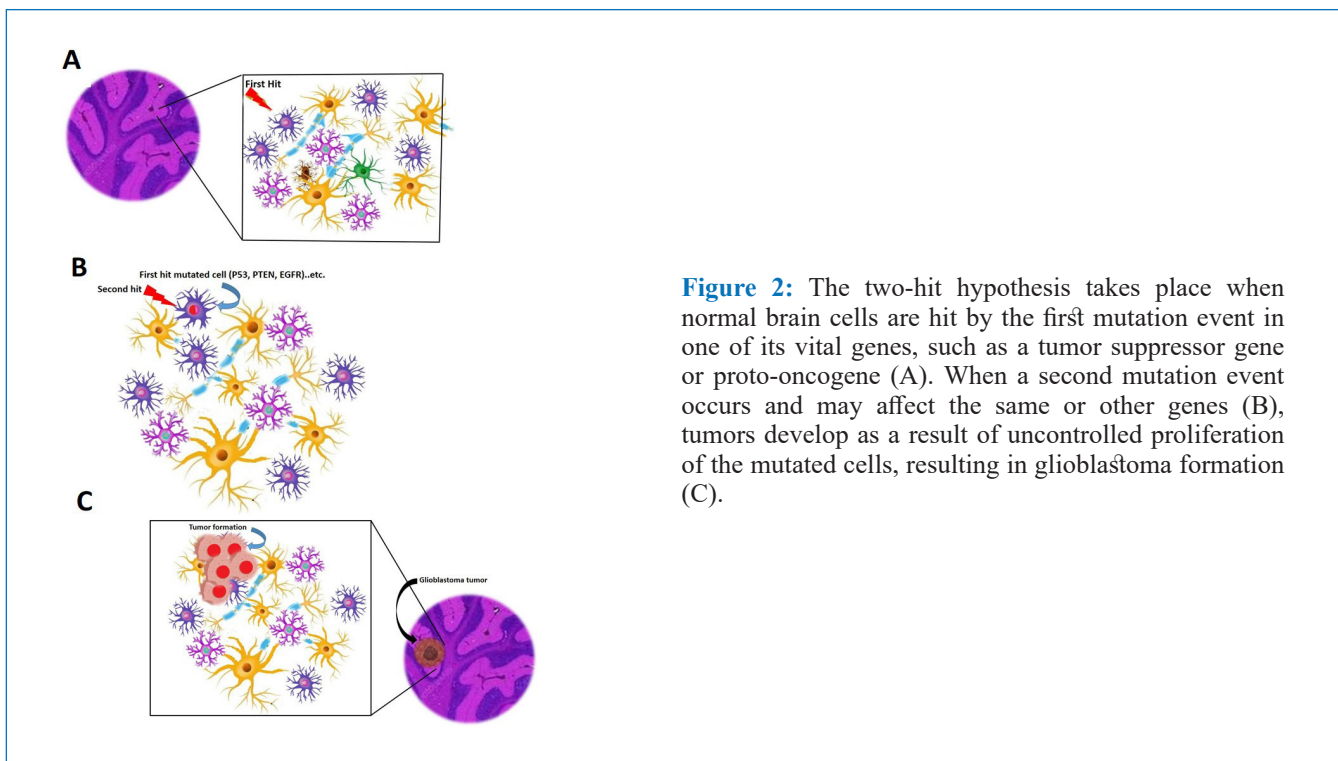 A
First Hit
B
First hit mutated cell (P53, PTEN, EGFR)..etc.
Second hit
C
Tumor formation
Glioblastoma tumor
Figure 2: The two-hit hypothesis takes place when
normal brain cells are hit by the first mutation event in
one of its vital genes, such as a tumor suppressor gene
or proto-oncogene (A). When a second mutation event
occurs and may affect the same or other genes (B),
tumors develop as a result of uncontrolled proliferation
of the mutated cells, resulting in glioblastoma formation
(C).